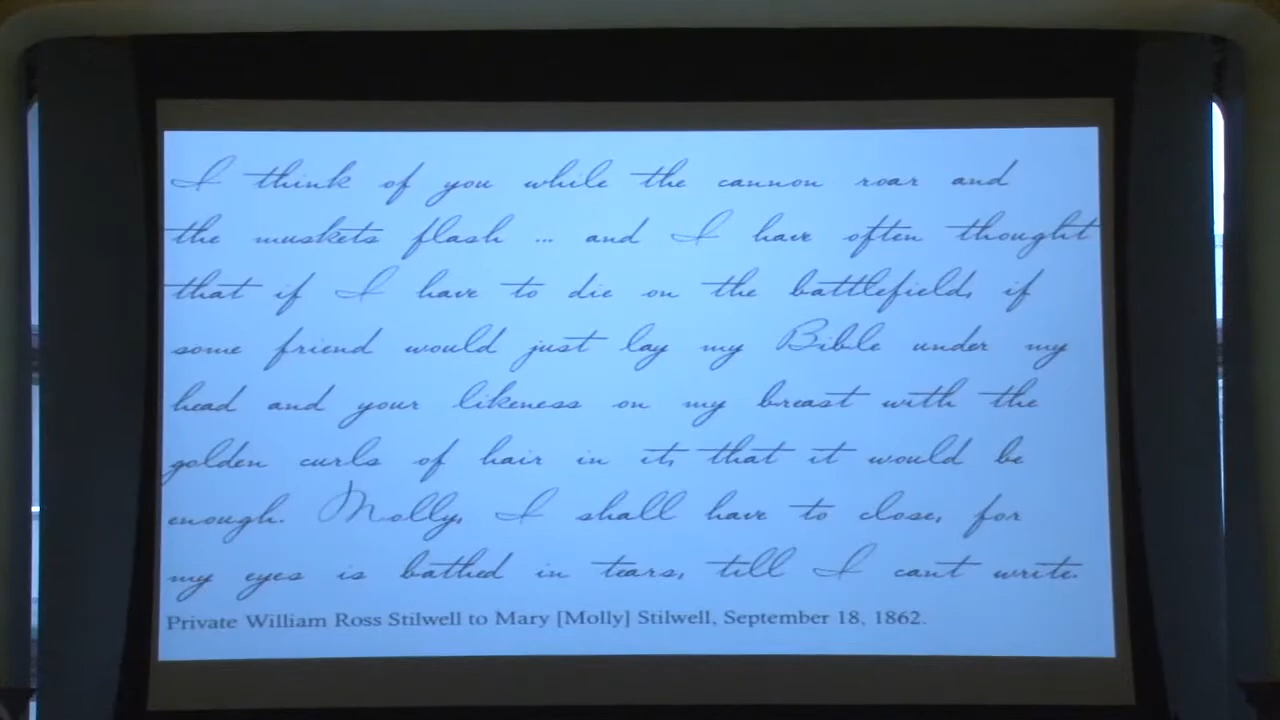 I think of you while the cannon roar and
the muskets flash ... and I have often thought
that if I have to die on the battlefield, if
some friend would just lay my Bible under my
head and your likeness on my breast with the
golden curls of hair in it, that it would be
enough. Molly, I shall have to close, for
my eyes is bathed in tears, till I cant write.
Private William Ross Stilwell to Mary [Molly] Stilwell, September 18, 1862.